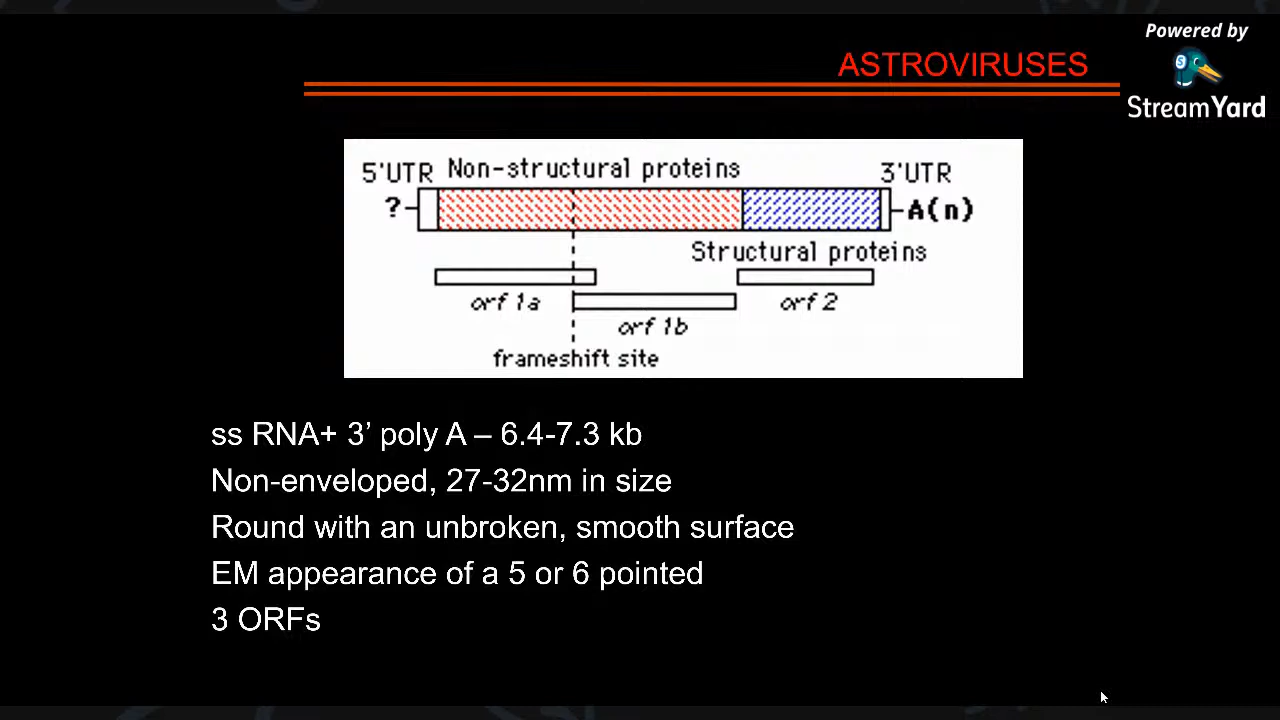 Powered by
StreamYard
ASTROVIRUSES
5'UTR Non-structural proteins 3'UTR
?- -A(n)
Structural proteins
orf 1a orf 2
orf 1b
frameshift site
ss RNA+ 3’ poly A – 6.4-7.3 kb
Non-enveloped, 27-32nm in size
Round with an unbroken, smooth surface
EM appearance of a 5 or 6 pointed
3 ORFs